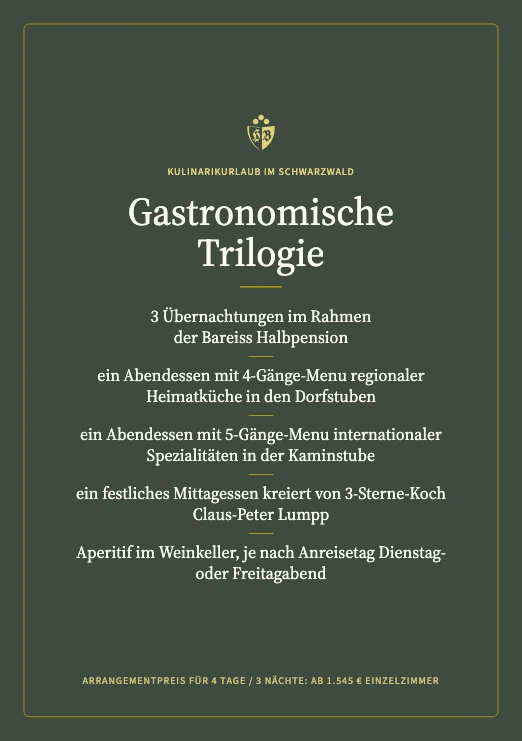 KULINARIKURLAUB IM SCHWARZWALD
Gastronomische
Trilogie
3 Übernachtungen im Rahmen
der Bareiss Halbpension
ein Abendessen mit 4-Gänge-Menu regionaler
Heimatküche in den Dorfstuben
ein Abendessen mit 5-Gänge-Menu internationaler
Spezialitäten in der Kaminstube
ein festliches Mittagessen kreiert von 3-Sterne-Koch
Claus-Peter Lumpp
Aperitif im Weinkeller, je nach Anreisetag Dienstag-
oder Freitagabend
ARRANGEMENTPREIS FÜR 4 TAGE / 3 NÄCHTE: AB 1.545 € EINZELZIMMER